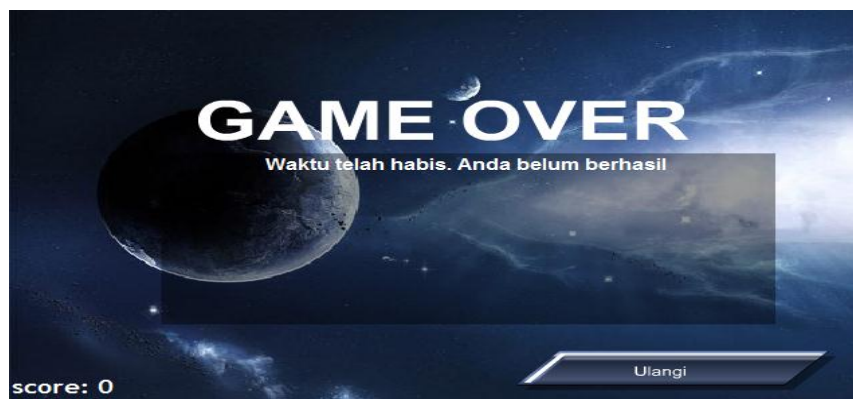 GAME OVER
Waktu telah habis. Anda belum berhasil
Ulangi
score: 0